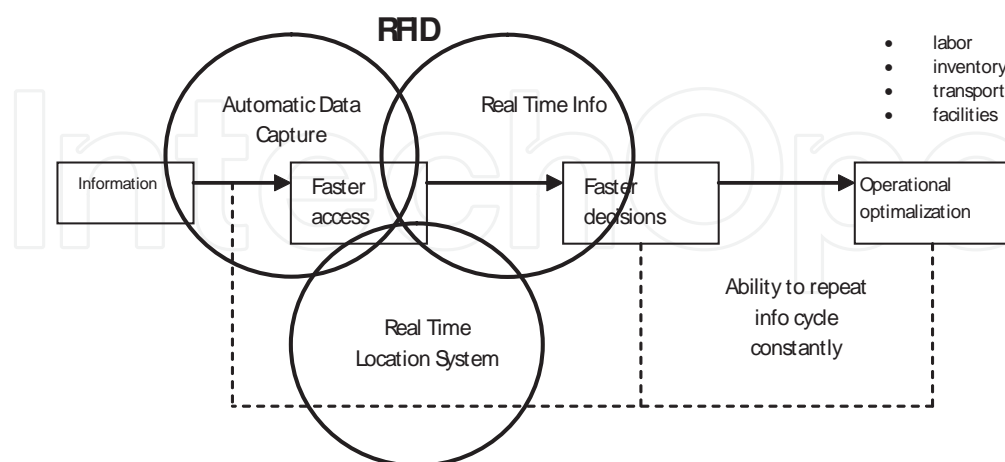 RFID
• labor
• inventory
• transport
• facilities
Automatic Data
Capture
Real Time Info
Information
Faster
access
Faster
decisions
Operational
optimalization
Real Time
Location System
Ability to repeat
info cycle
constantly
IntechOpe